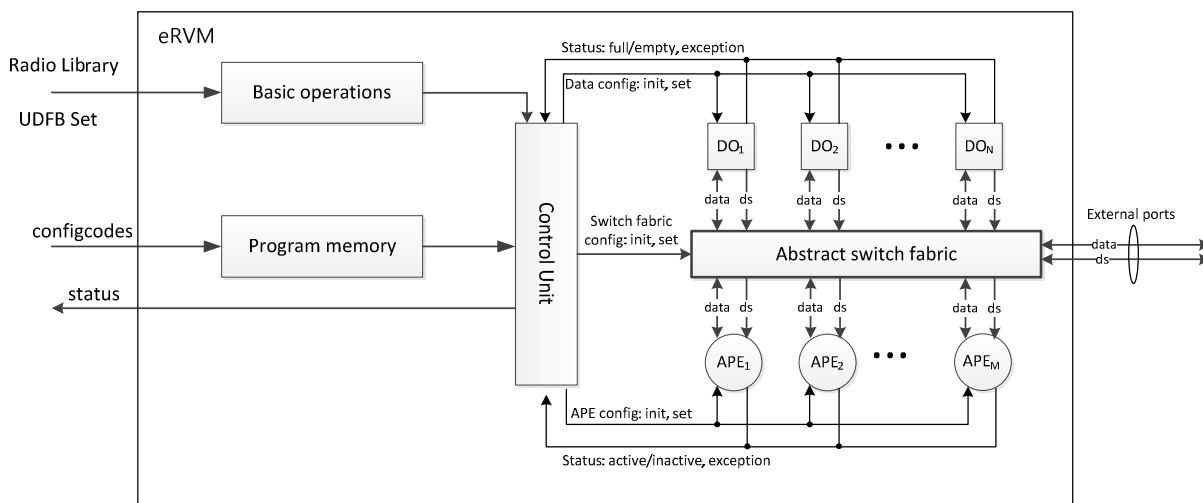 eRVM
Status: full/empty, exception
Radio Library
Data config: init, set
Basic operations
UDFB Set
DO1
DO2
DON
data
ds
data
ds
data
ds
Control Unit
Switch fabric
config: init, set
External ports
configcodes
Program memory
Abstract switch fabric
data
ds
status
data
ds
data
ds
data
ds
APE1
APE2
APEM
APE config: init, set
Status: active/inactive, exception